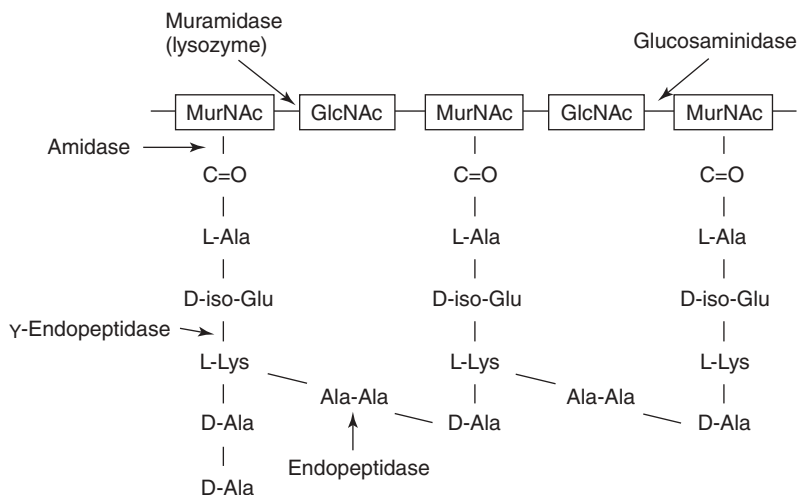 Muramidase
(lysozyme)
Glucosaminidase
MurNAc GlcNAc MurNAc GlcNAc MurNAc
Amidase
C=O C=O C=O
L-Ala L-Ala L-Ala
D-iso-Glu D-iso-Glu D-iso-Glu
γ-Endopeptidase
L-Lys L-Lys L-Lys
Ala-Ala Ala-Ala
D-Ala D-Ala D-Ala
Endopeptidase
D-Ala